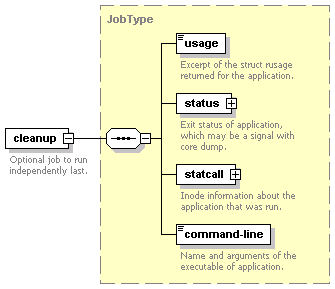 JobType
usage
Excerpt of the struct rusage
returned for the application.
status
Exit status of application,
which may be a signal with
core dump.
cleanup
Optional job to run
independently last.
statcall
Inode information about the
application that was run.
command-line
Name and arguments of the
executable of application.